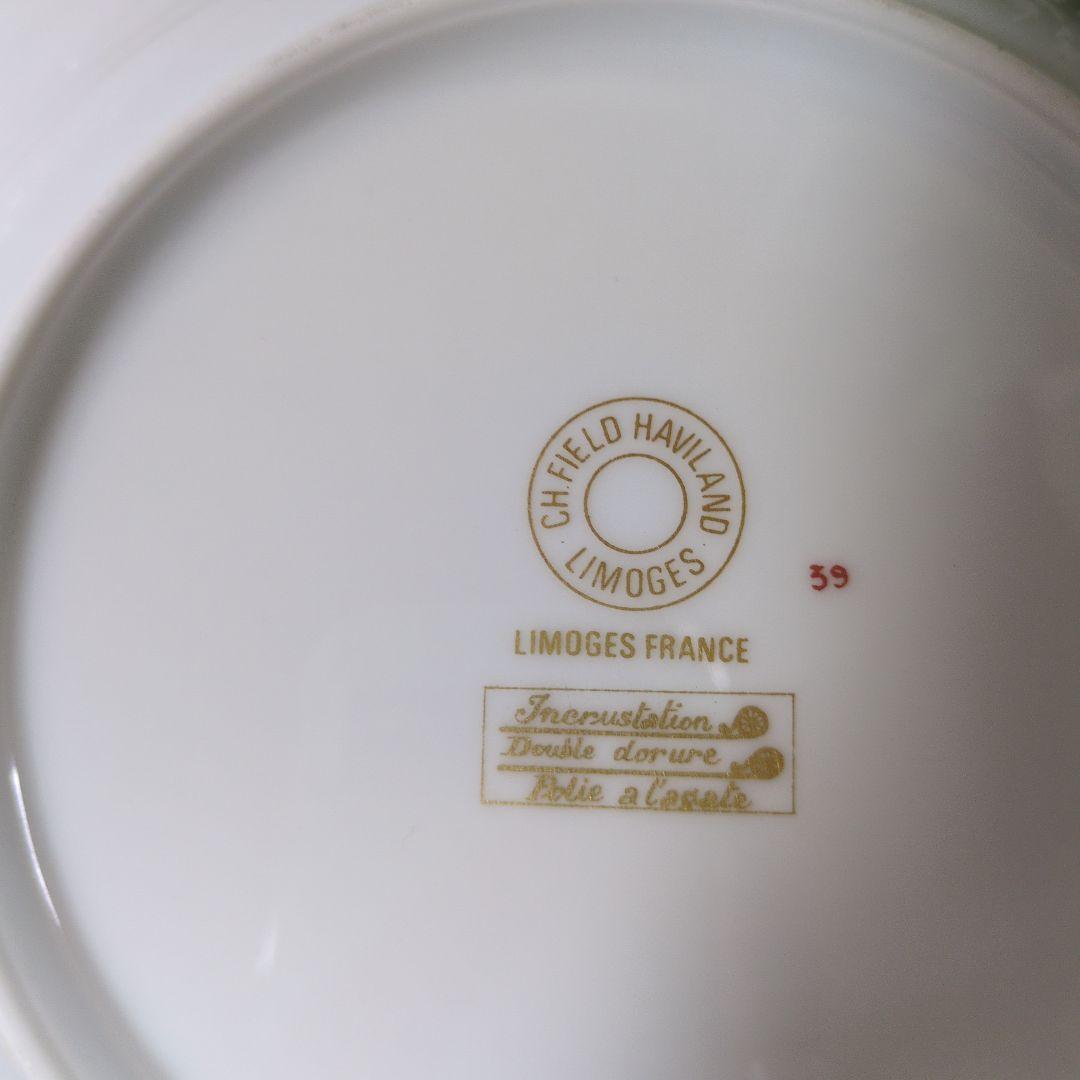 CH. FIELD HAVILAND
LIMOGES
39
LIMOGES FRANCE
Incrustation
Double dorure
Polie a l'agate